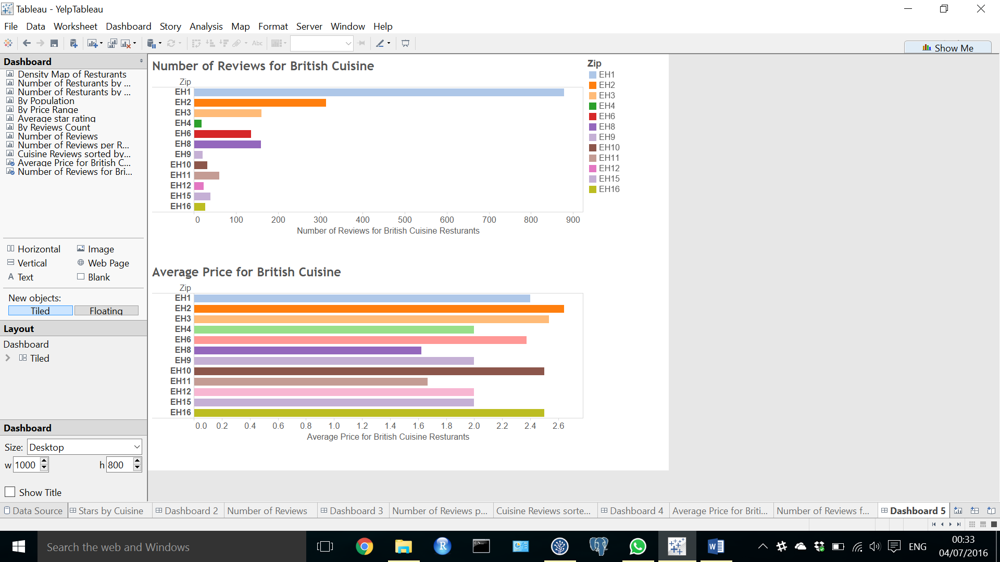 Tableau - YelpTableau
File Data Worksheet Dashboard Story Analysis Map Format Server Window Help
Abc
Show Me
Dashboard
Density Map of Resturants
Number of Resturants by ...
Number of Resturants by ...
By Population
By Price Range
Average star rating
By Reviews Count
Number of Reviews
Number of Reviews per R...
Cuisine Reviews sorted by...
Average Price for British C...
Number of Reviews for Bri...
Horizontal Image
Vertical Web Page
A Text Blank
New objects:
Tiled Floating
Layout
Dashboard
Tiled
Dashboard
Size: Desktop
w 1000 h 800
Show Title
Number of Reviews for British Cuisine
Zip
EH1
EH2
EH3
EH4
EH6
EH8
EH9
EH10
EH11
EH12
EH15
EH16
0 100 200 300 400 500 600 700 800 900
Number of Reviews for British Cuisine Resturants
Zip
EH1
EH2
EH3
EH4
EH6
EH8
EH9
EH10
EH11
EH12
EH15
EH16
Average Price for British Cuisine
Zip
EH1
EH2
EH3
EH4
EH6
EH8
EH9
EH10
EH11
EH12
EH15
EH16
0.0 0.2 0.4 0.6 0.8 1.0 1.2 1.4 1.6 1.8 2.0 2.2 2.4 2.6
Average Price for British Cuisine Resturants
Data Source Stars by Cuisine Dashboard 2 Number of Reviews Dashboard 3 Number of Reviews p... Cuisine Reviews sorte... Dashboard 4 Average Price for Briti... Number of Reviews f... Dashboard 5
Search the web and Windows
ENG
00:33
04/07/2016